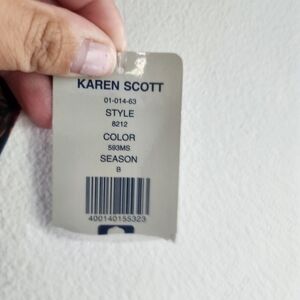 KAREN SCOTT
01-014-63
STYLE
8212
COLOR
593MS
SEASON
B
400140155323